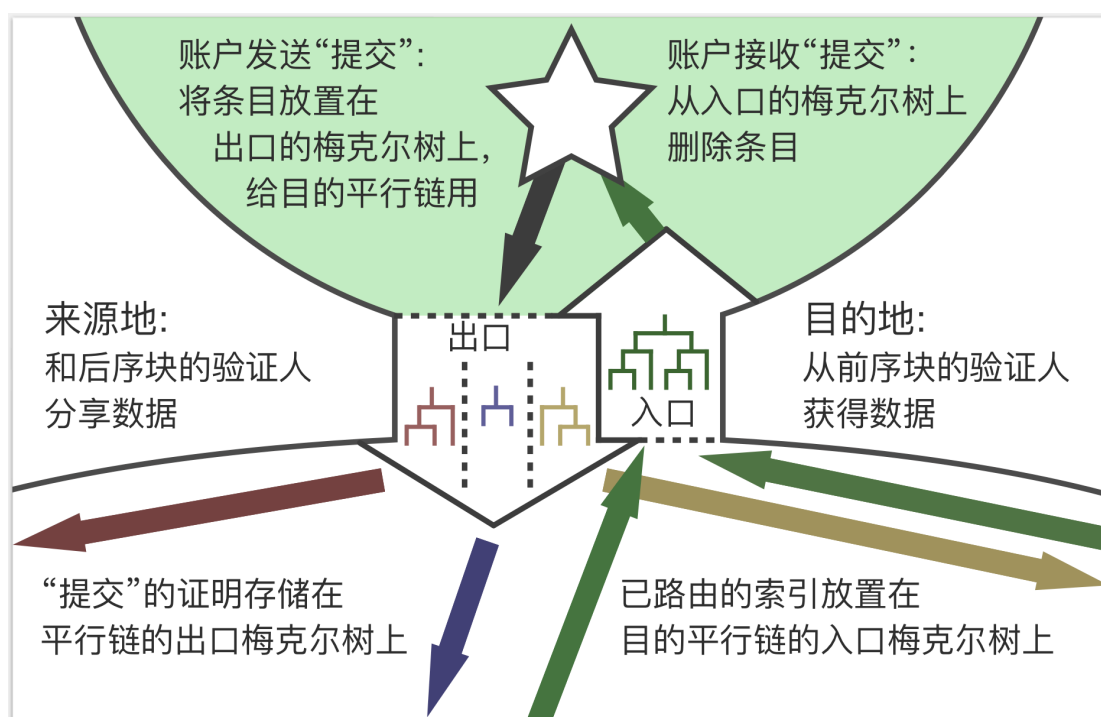 账户发送“提交”:
将条目放置在
出口的梅克尔树上,
给目的平行链用
账户接收“提交”:
从入口的梅克尔树上
删除条目
来源地:
和后序块的验证人
分享数据
出口
入口
目的地:
从前序块的验证人
获得数据
“提交”的证明存储在
平行链的出口梅克尔树上
已路由的索引放置在
目的平行链的入口梅克尔树上